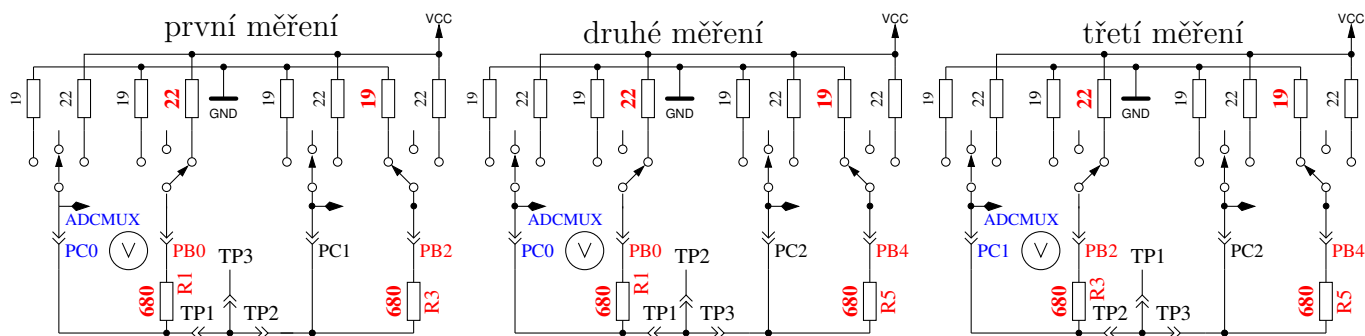 první měření
VCC
19
22
19
22
GND
19
22
19
22
ADCMUX
PC0
V
PB0
TP3
PC1
PB2
680
R1
TP1
TP2
680
R3
druhé měření
VCC
19
22
19
22
GND
19
22
19
22
ADCMUX
PC0
V
PB0
TP2
PC2
PB4
680
R1
TP1
TP3
680
R5
třetí měření
VCC
19
22
19
22
GND
19
22
19
22
ADCMUX
PC1
V
PB2
TP1
PC2
PB4
680
R3
TP2
TP3
680
R5